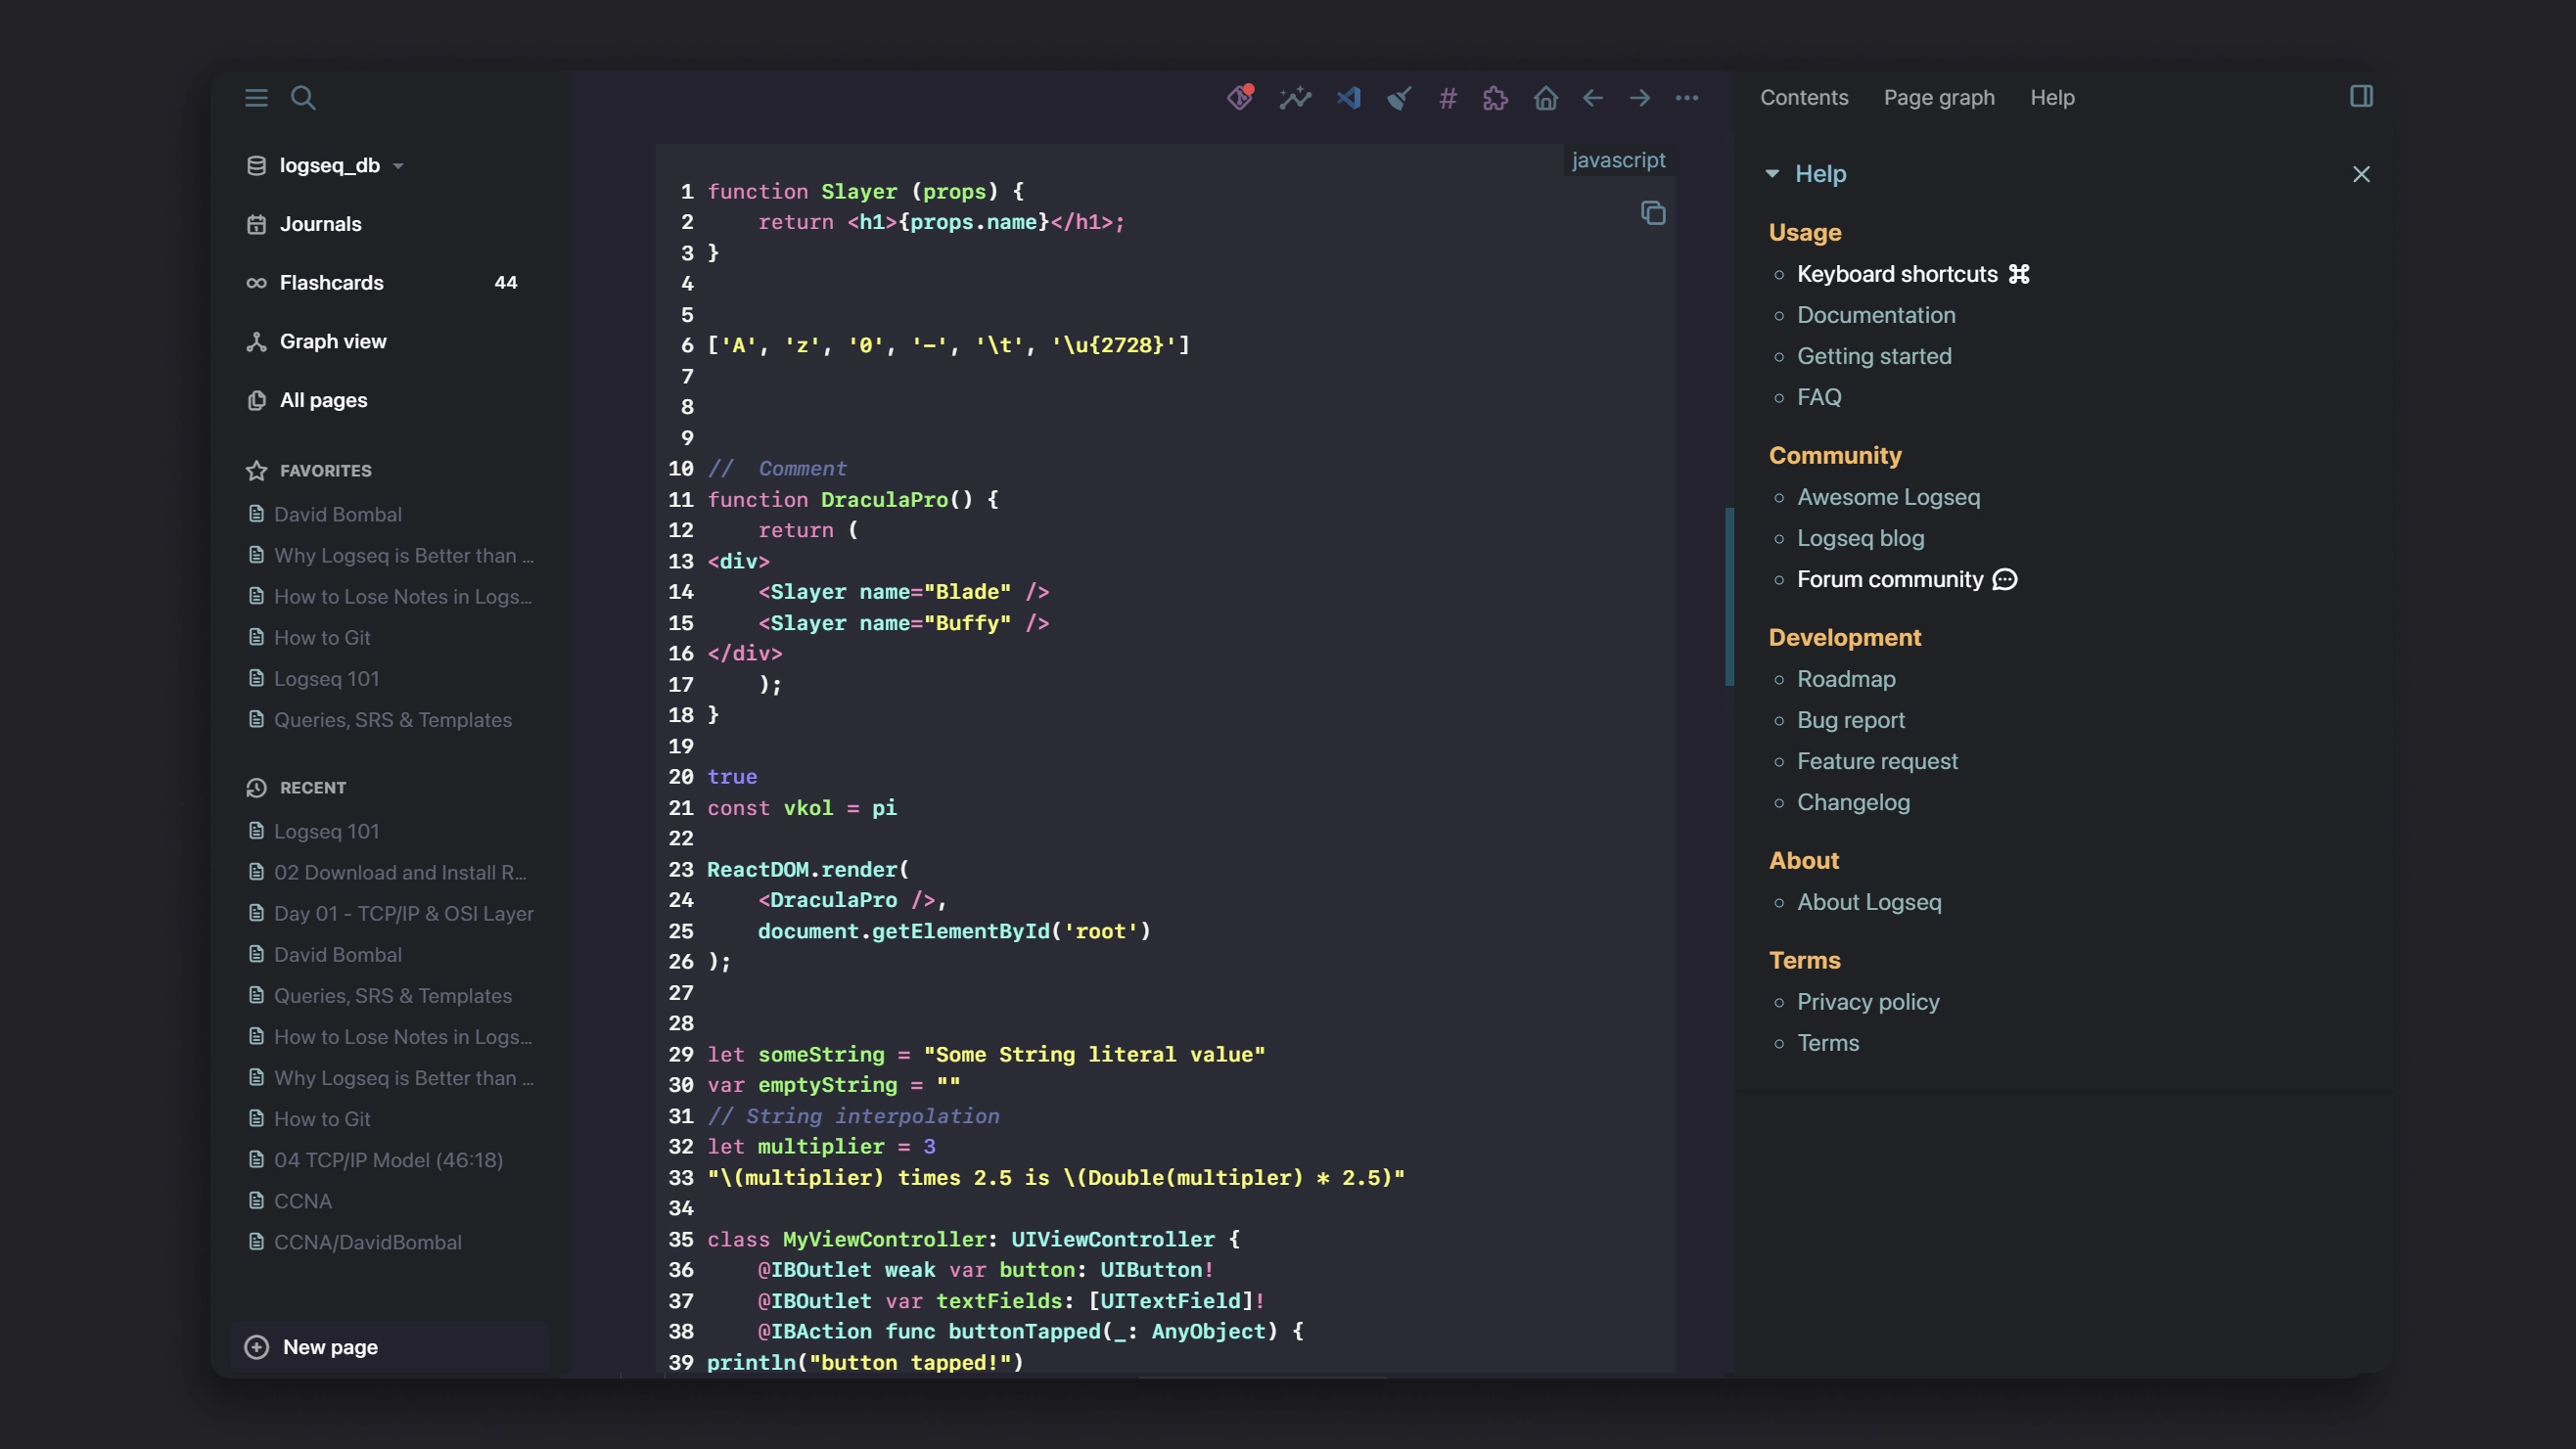 logseq_db
Journals
Flashcards 44
Graph view
All pages
FAVORITES
David Bombal
Why Logseq is Better than ...
How to Lose Notes in Logs...
How to Git
Logseq 101
Queries, SRS & Templates
RECENT
Logseq 101
02 Download and Install R...
Day 01 - TCP/IP & OSI Layer
David Bombal
Queries, SRS & Templates
How to Lose Notes in Logs...
Why Logseq is Better than ...
How to Git
04 TCP/IP Model (46:18)
CCNA
CCNA/DavidBombal
New page
javascript
1 function Slayer (props) {
2     return <h1>{props.name}</h1>;
3 }
4
5
6 ['A', 'z', '0', '-', '\t', '\u{2728}']
7
8
9
10 //  Comment
11 function DraculaPro() {
12     return (
13 <div>
14     <Slayer name="Blade" />
15     <Slayer name="Buffy" />
16 </div>
17     );
18 }
19
20 true
21 const vkol = pi
22
23 ReactDOM.render(
24     <DraculaPro />,
25     document.getElementById('root')
26 );
27
28
29 let someString = "Some String literal value"
30 var emptyString = ""
31 // String interpolation
32 let multiplier = 3
33 "\(multiplier) times 2.5 is \(Double(multipler) * 2.5)"
34
35 class MyViewController: UIViewController {
36     @IBOutlet weak var button: UIButton!
37     @IBOutlet var textFields: [UITextField]!
38     @IBAction func buttonTapped(_: AnyObject) {
39 println("button tapped!")
Contents Page graph Help
Help
Usage
Keyboard shortcuts ⌘
Documentation
Getting started
FAQ
Community
Awesome Logseq
Logseq blog
Forum community
Development
Roadmap
Bug report
Feature request
Changelog
About
About Logseq
Terms
Privacy policy
Terms